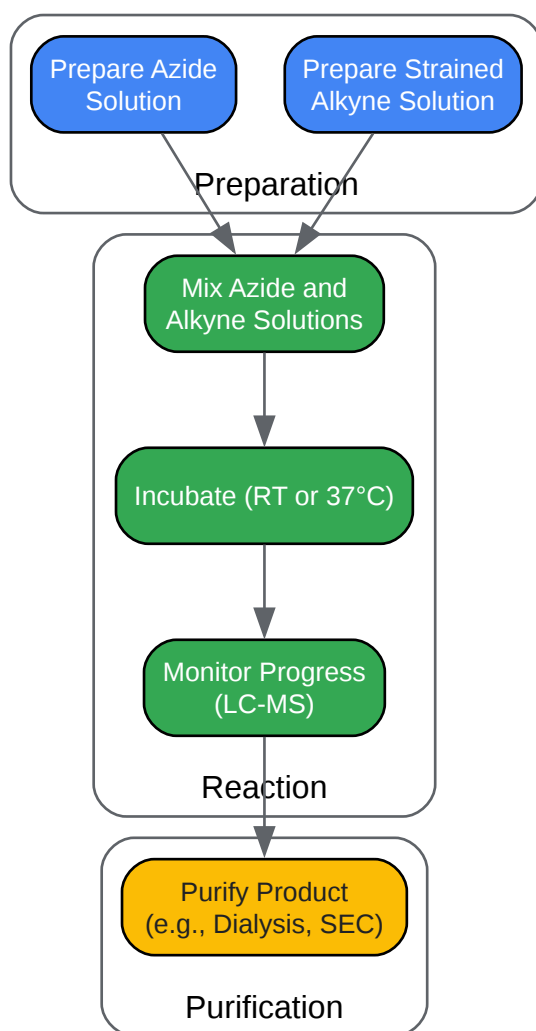 Prepare Azide
Solution
Prepare Strained
Alkyne Solution
Preparation
Mix Azide and
Alkyne Solutions
Incubate (RT or 37°C)
Monitor Progress
(LC-MS)
Reaction
Purify Product
(e.g., Dialysis, SEC)
Purification